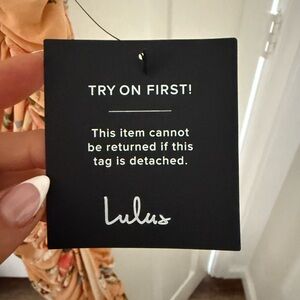 TRY ON FIRST!
This item cannot
be returned if this
tag is detached.
Lulus